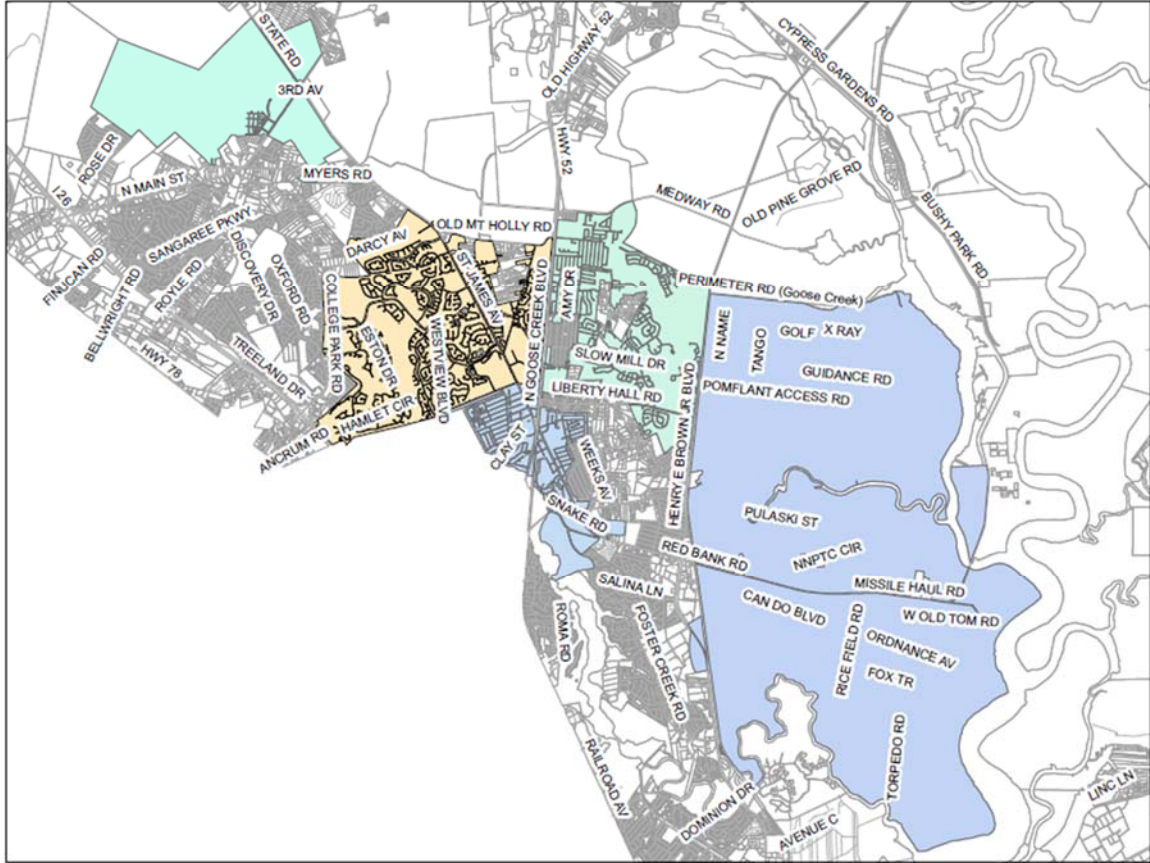 STATE RD
OLD HIGHWAY 52
CYPRESS GARDENS RD
3RD AV
HWY 52
ROSE DR
N MAIN ST
MYERS RD
I 26
MEDWAY RD
OLD PINE GROVE RD
BUSHY PARK RD
SANGAREE PKWY
DARCY AV
OLD MT HOLLY RD
FINUCAN RD
BELLWRIGHT RD
ROYLE RD
DISCOVERY DR
OXFORD RD
COLLEGE PARK RD
ST JAMES AV
N GOOSE CREEK BLVD
AMY DR
PERIMETER RD (Goose Creek)
HWY 78
TREELAND DR
ESTON DR
WESTVIEW BLVD
SLOW MILL DR
N NAME
TANGO
GOLF
X RAY
GUIDANCE RD
LIBERTY HALL RD
POMFLANT ACCESS RD
ANCRUM RD
HAMLET CIR
CLAY ST
WEEKS AV
HENRY E BROWN JR BLVD
SNAKE RD
PULASKI ST
RED BANK RD
NNPTC CIR
MISSILE HAUL RD
SALINA LN
CAN DO BLVD
W OLD TOM RD
ROMA RD
FOSTER CREEK RD
RICE FIELD RD
ORDNANCE AV
FOX TR
TORPEDO RD
RAILROAD AV
DOMINION DR
AVENUE C
LINC LN